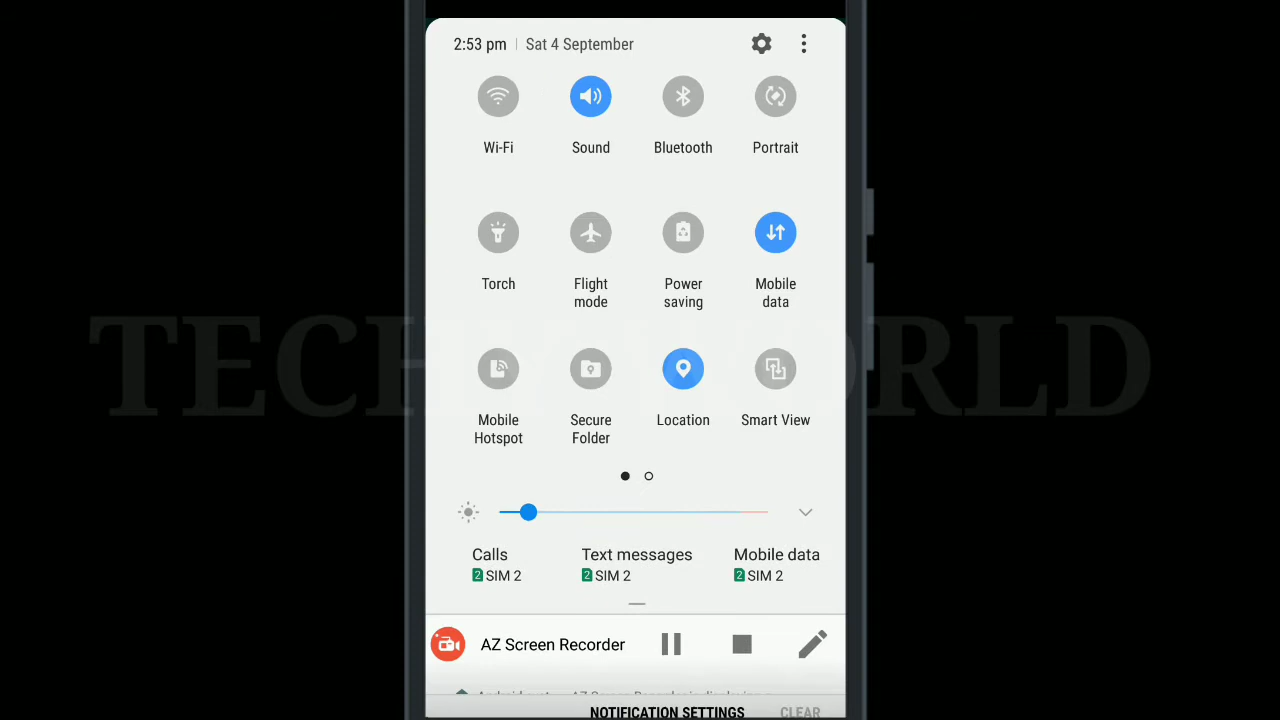 2:53 pm | Sat 4 September
Wi-Fi Sound Bluetooth Portrait
Torch Flight mode Power saving Mobile data
Mobile Hotspot Secure Folder Location Smart View
Calls Text messages Mobile data
2 SIM 2 2 SIM 2 2 SIM 2
AZ Screen Recorder
NOTIFICATION SETTINGS CLEAR